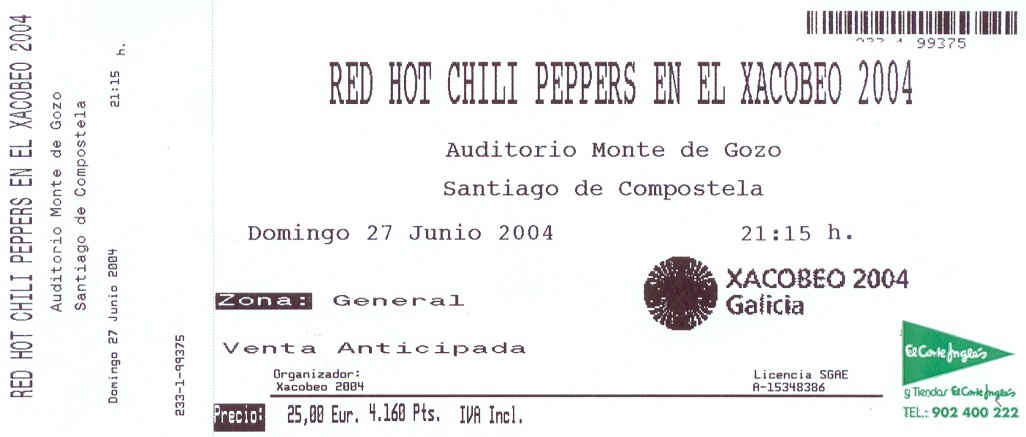 RED HOT CHILI PEPPERS EN EL XACOBEO 2004
Auditorio Monte de Gozo
Santiago de Compostela
Domingo 27 Junio 2004 21:15 h.
233-1-99375
99375
RED HOT CHILI PEPPERS EN EL XACOBEO 2004
Auditorio Monte de Gozo
Santiago de Compostela
Domingo 27 Junio 2004 21:15 h.
XACOBEO 2004
Galicia
Zona: General
Venta Anticipada
Organizador:
Xacobeo 2004
Licencia SGAE
A-15348386
Precio: 25,00 Eur. 4.160 Pts. IVA Incl.
El Corte Inglés
y Tiendas El Corte Inglés
TEL.: 902 400 222